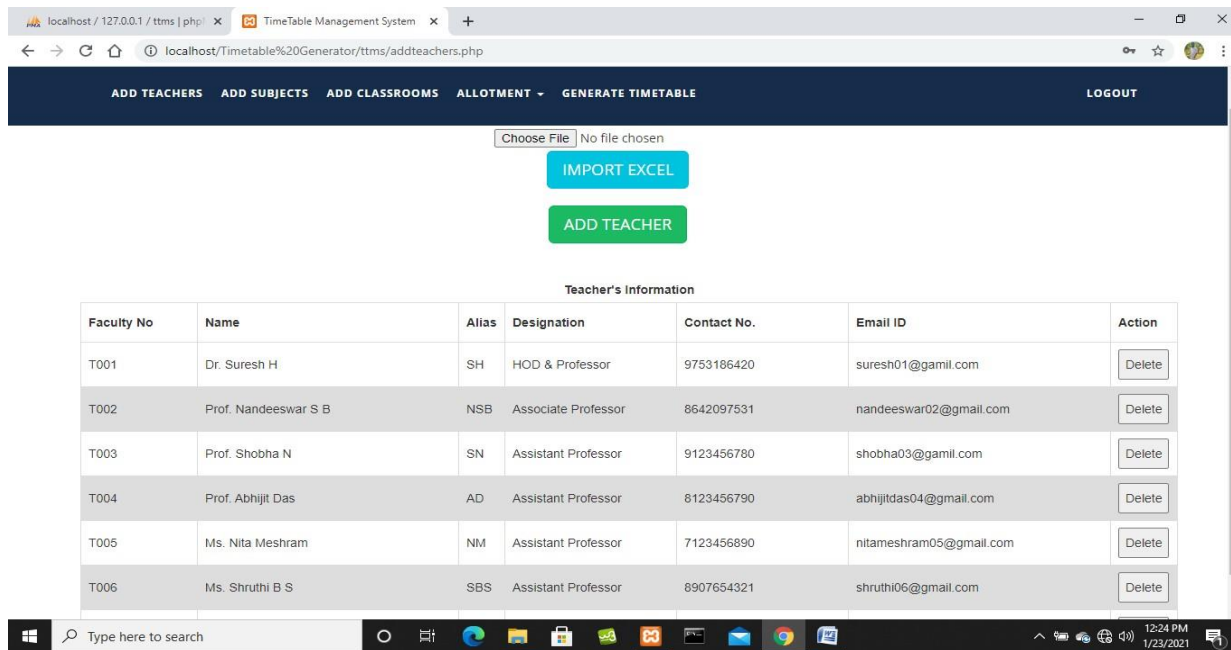 localhost / 127.0.0.1 / ttms | php
TimeTable Management System
localhost/Timetable%20Generator/ttms/addteachers.php
ADD TEACHERS ADD SUBJECTS ADD CLASSROOMS ALLOTMENT GENERATE TIMETABLE LOGOUT
Choose File No file chosen
IMPORT EXCEL
ADD TEACHER
Teacher's Information
Faculty No Name Alias Designation Contact No. Email ID Action
T001 Dr. Suresh H SH HOD & Professor 9753186420 suresh01@gamil.com Delete
T002 Prof. Nandeeswar S B NSB Associate Professor 8642097531 nandeeswar02@gmail.com Delete
T003 Prof. Shobha N SN Assistant Professor 9123456780 shobha03@gamil.com Delete
T004 Prof. Abhijit Das AD Assistant Professor 8123456790 abhijitdas04@gmail.com Delete
T005 Ms. Nita Meshram NM Assistant Professor 7123456890 nitameshram05@gmail.com Delete
T006 Ms. Shruthi B S SBS Assistant Professor 8907654321 shruthi06@gmail.com Delete
Type here to search
12:24 PM
1/23/2021